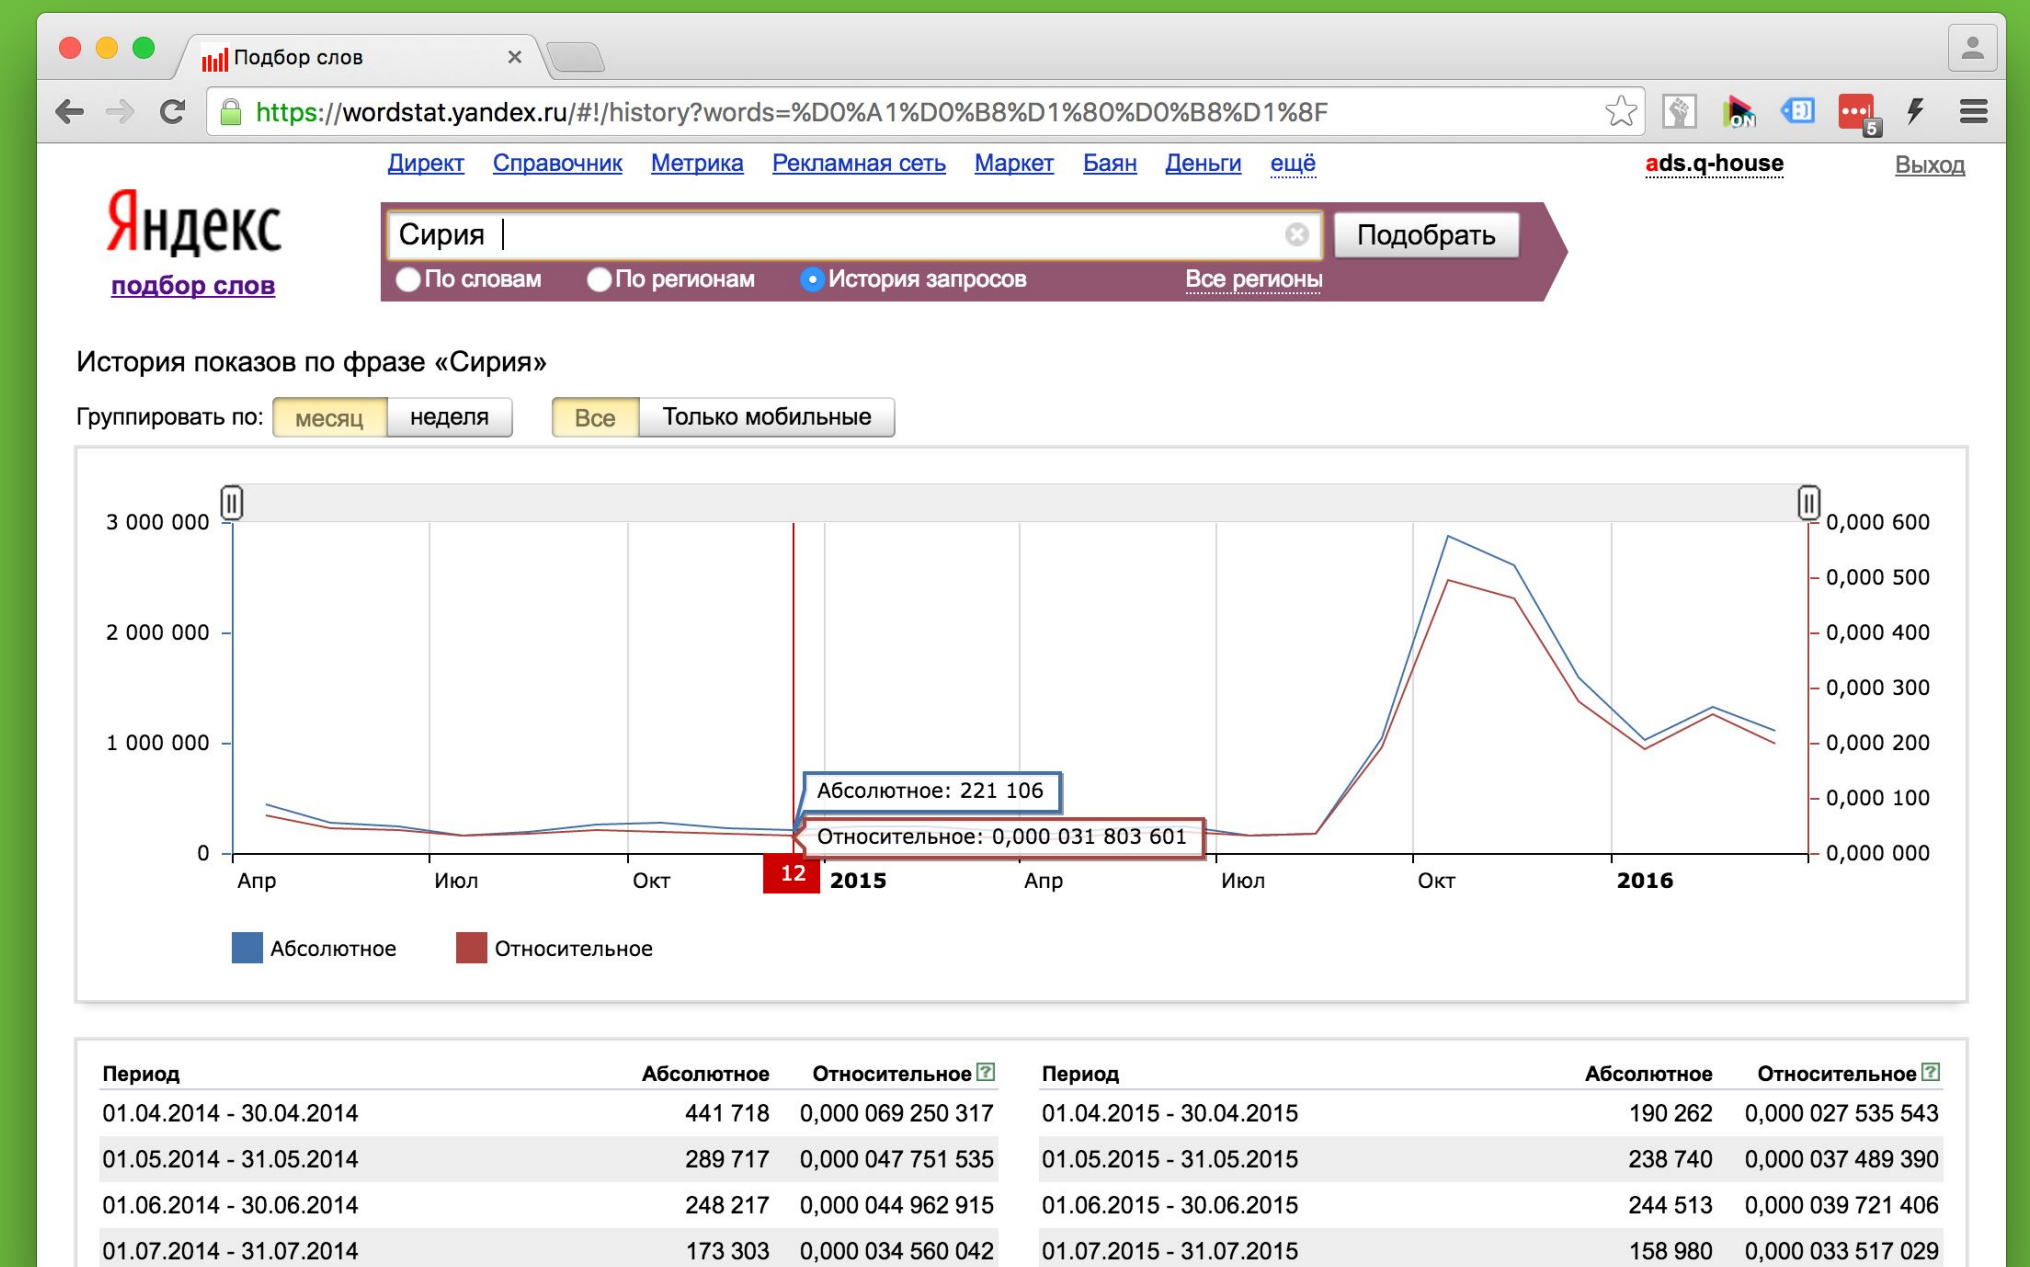 Подбор слов
https://wordstat.yandex.ru/#!/history?words=%D0%A1%D0%B8%D1%80%D0%B8%D1%8F
ON
5
Директ Справочник Метрика Рекламная сеть Маркет Баян Деньги ещё ads.q-house Выход
Яндекс
подбор слов
Сирия
Подобрать
По словам По регионам История запросов Все регионы
История показов по фразе «Сирия»
Группировать по: месяц неделя Все Только мобильные
3 000 000 0,000 600
0,000 500
2 000 000 0,000 400
0,000 300
1 000 000 0,000 200
Абсолютное: 221 106
0,000 100
Относительное: 0,000 031 803 601
0 0,000 000
Апр Июл Окт 12 2015 Апр Июл Окт 2016
Абсолютное Относительное
Период Абсолютное Относительное ? Период Абсолютное Относительное ?
01.04.2014 - 30.04.2014 441 718 0,000 069 250 317 01.04.2015 - 30.04.2015 190 262 0,000 027 535 543
01.05.2014 - 31.05.2014 289 717 0,000 047 751 535 01.05.2015 - 31.05.2015 238 740 0,000 037 489 390
01.06.2014 - 30.06.2014 248 217 0,000 044 962 915 01.06.2015 - 30.06.2015 244 513 0,000 039 721 406
01.07.2014 - 31.07.2014 173 303 0,000 034 560 042 01.07.2015 - 31.07.2015 158 980 0,000 033 517 029